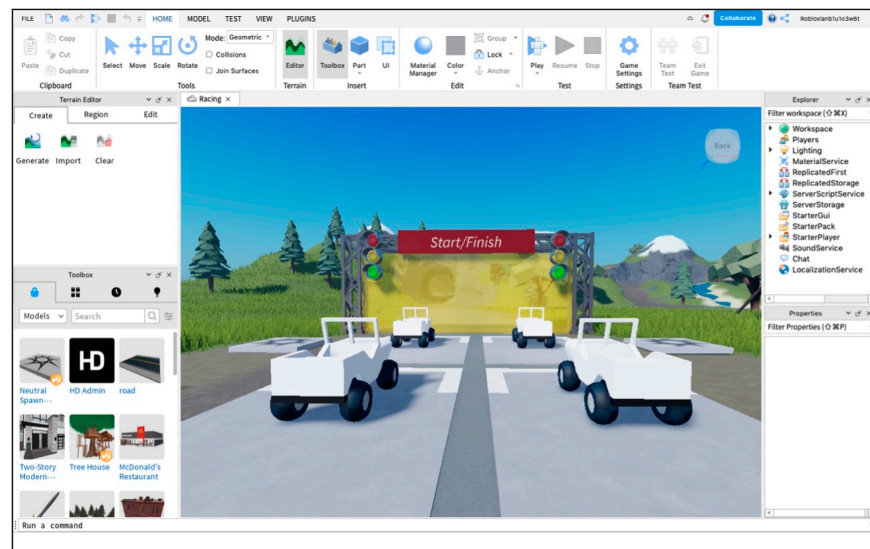 FILE HOME MODEL TEST VIEW PLUGINS Collaborate Robloxianb1u1o3w6t
Paste Copy Cut Duplicate
Clipboard
Select Move Scale Rotate
Mode: Geometric
Collisions
Join Surfaces
Tools
Editor
Terrain
Toolbox Part UI
Insert
Material Manager Color
Group
Lock
Anchor
Edit
Play Resume Stop
Test
Game Settings
Settings
Team Test Exit Game
Team Test
Terrain Editor
Create Region Edit
Generate Import Clear
Racing ×
Back
Start/Finish
Explorer
Filter workspace (⇧⌘X)
Workspace
Players
Lighting
MaterialService
ReplicatedFirst
ReplicatedStorage
ServerScriptService
ServerStorage
StarterGui
StarterPack
StarterPlayer
SoundService
Chat
LocalizationService
Toolbox
Models Search
Neutral Spawn...
HD
HD Admin
road
Two-Story Modern...
Tree House
McDonald's Restaurant
Properties
Filter Properties (⇧⌘P)
Run a command